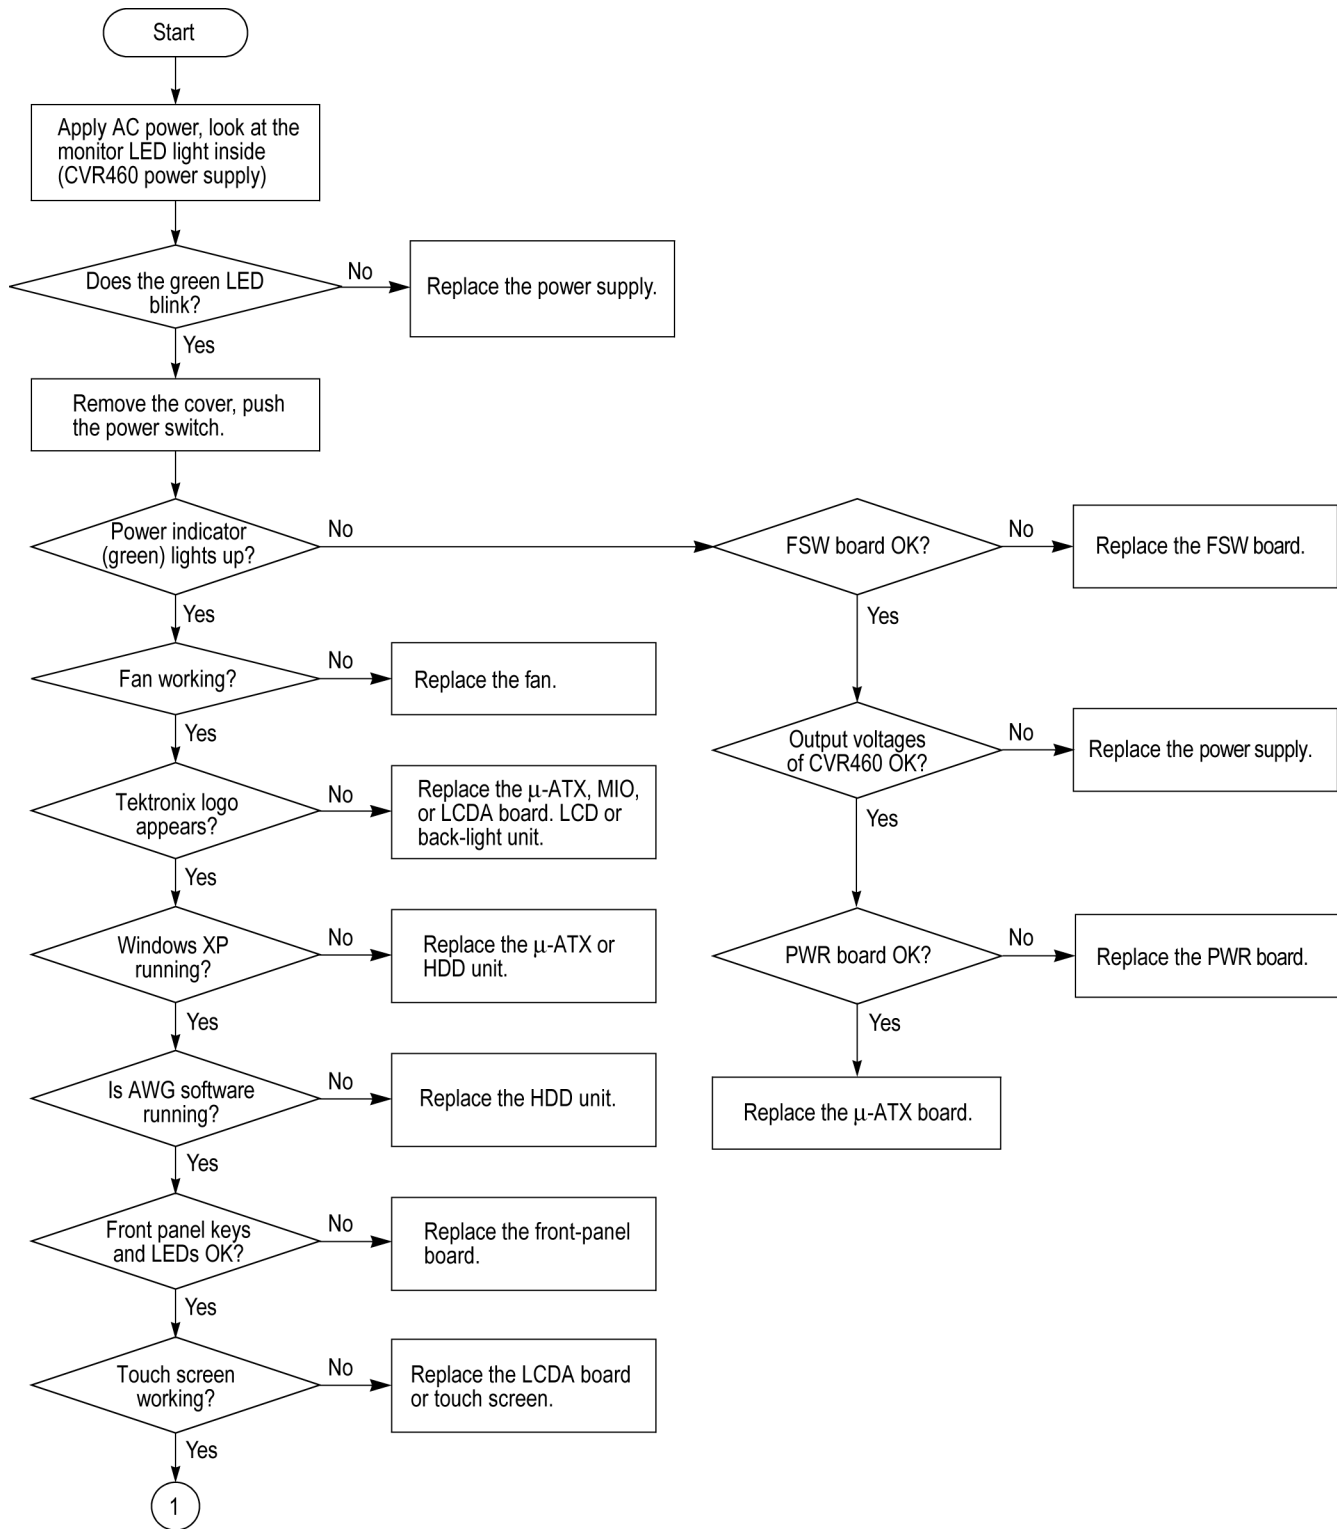 Start
Apply AC power, look at the
monitor LED light inside
(CVR460 power supply)
Does the green LED
blink?
No
Replace the power supply.
Yes
Remove the cover, push
the power switch.
Power indicator
(green) lights up?
No
FSW board OK?
No
Replace the FSW board.
Yes
Yes
Fan working?
No
Replace the fan.
Yes
Output voltages
of CVR460 OK?
No
Replace the power supply.
Yes
Tektronix logo
appears?
No
Replace the μ-ATX, MIO,
or LCDA board. LCD or
back-light unit.
Yes
Windows XP
running?
No
Replace the μ-ATX or
HDD unit.
PWR board OK?
No
Replace the PWR board.
Yes
Yes
Is AWG software
running?
No
Replace the HDD unit.
Replace the μ-ATX board.
Yes
Front panel keys
and LEDs OK?
No
Replace the front-panel
board.
Yes
Touch screen
working?
No
Replace the LCDA board
or touch screen.
Yes
1